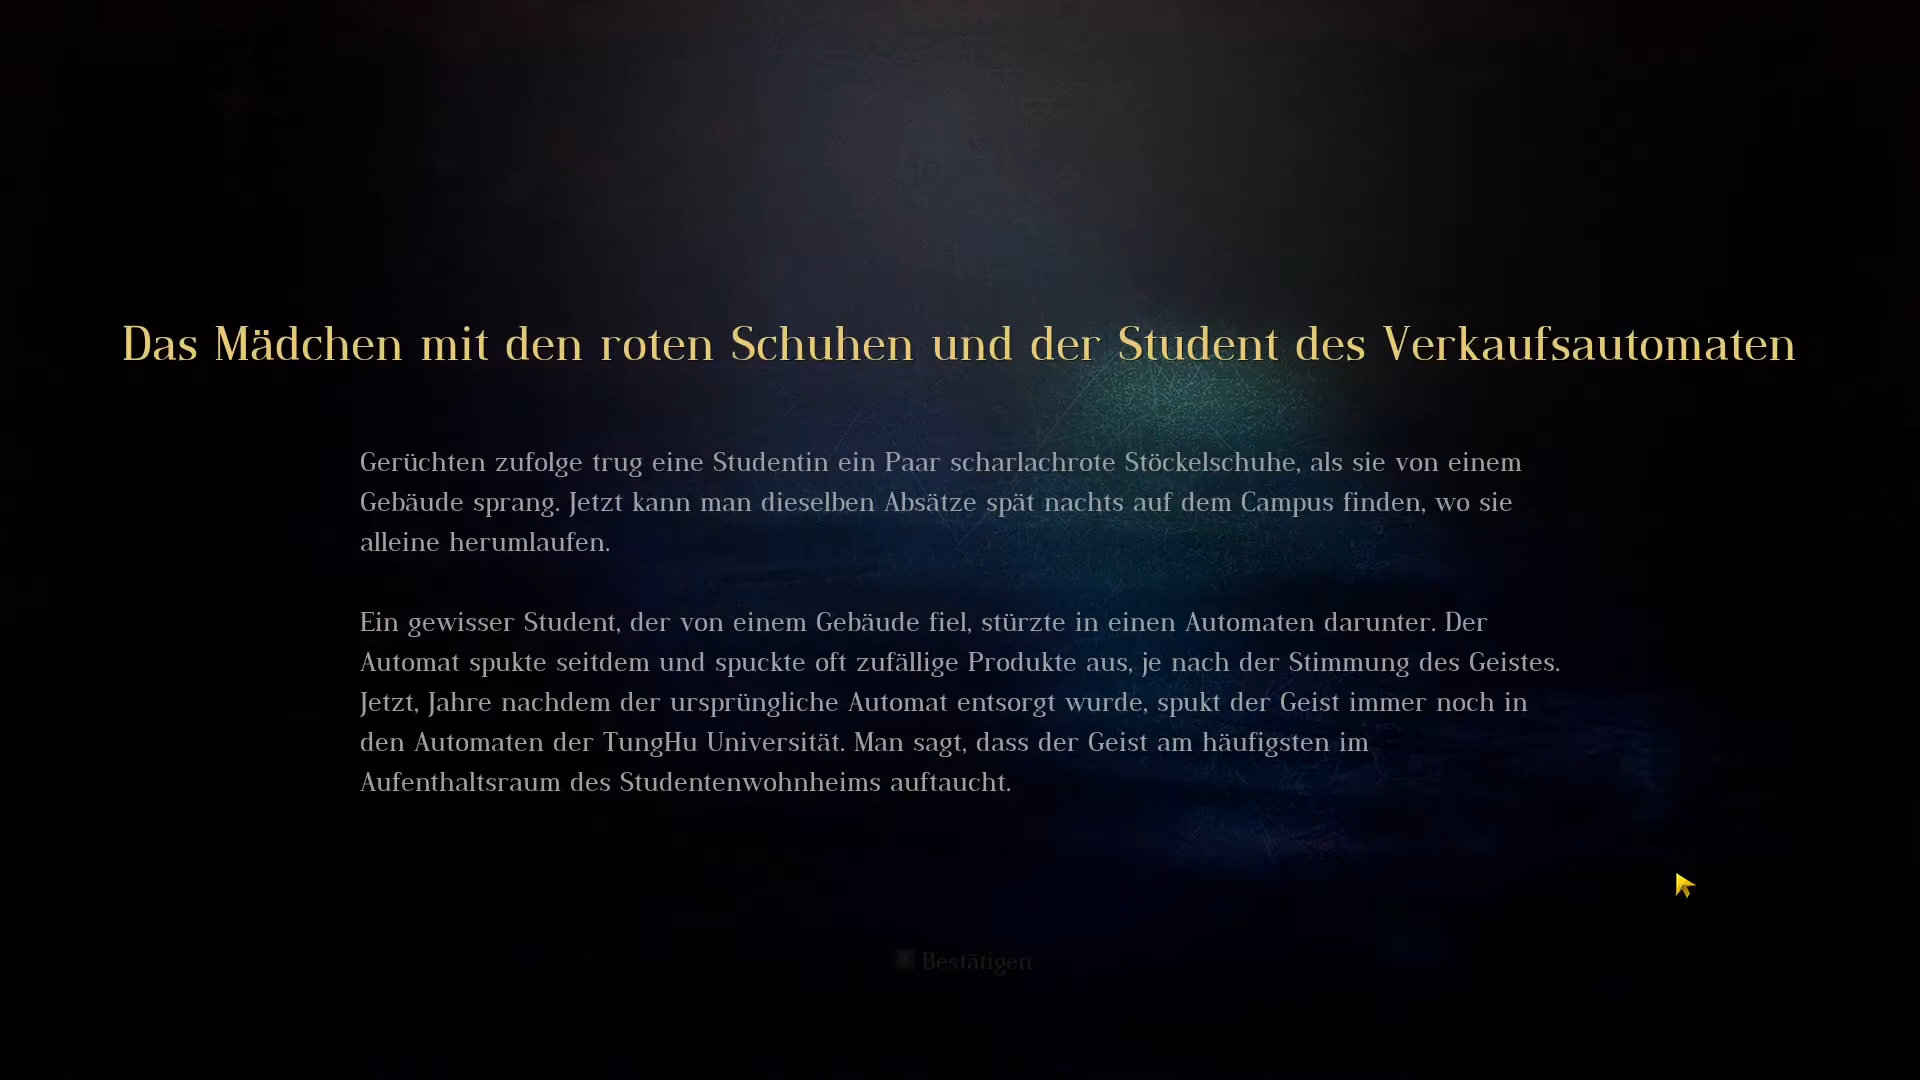 Das Mädchen mit den roten Schuhen und der Student des Verkaufsautomaten
Gerüchten zufolge trug eine Studentin ein Paar scharlachrote Stöckelschuhe, als sie von einem
Gebäude sprang. Jetzt kann man dieselben Absätze spät nachts auf dem Campus finden, wo sie
alleine herumlaufen.
Ein gewisser Student, der von einem Gebäude fiel, stürzte in einen Automaten darunter. Der
Automat spukte seitdem und spuckte oft zufällige Produkte aus, je nach der Stimmung des Geistes.
Jetzt, Jahre nachdem der ursprüngliche Automat entsorgt wurde, spukt der Geist immer noch in
den Automaten der TungHu Universität. Man sagt, dass der Geist am häufigsten im
Aufenthaltsraum des Studentenwohnheims auftaucht.
Bestätigen